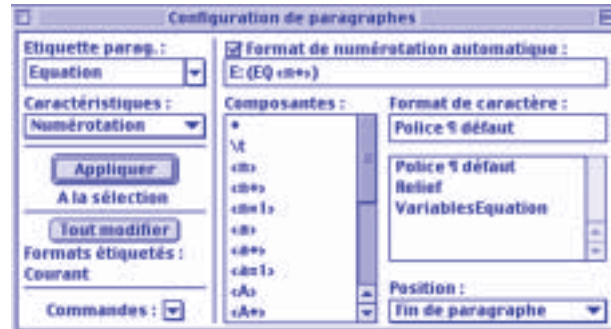 Configuration de paragraphes
Etiquette parag. :
Equation
Caractéristiques :
Numérotation
Appliquer
A la sélection
Tout modifier
Formats étiquetés :
Courant
Commandes :
Format de numérotation automatique :
E: (EQ <n+>)
Composantes :
\t
<n>
<n+>
<n=1>
<a>
<a+>
<a=1>
<A>
<A+>
Format de caractère :
Police ¶ défaut
Police ¶ défaut
Relief
VariablesEquation
Position :
Fin de paragraphe